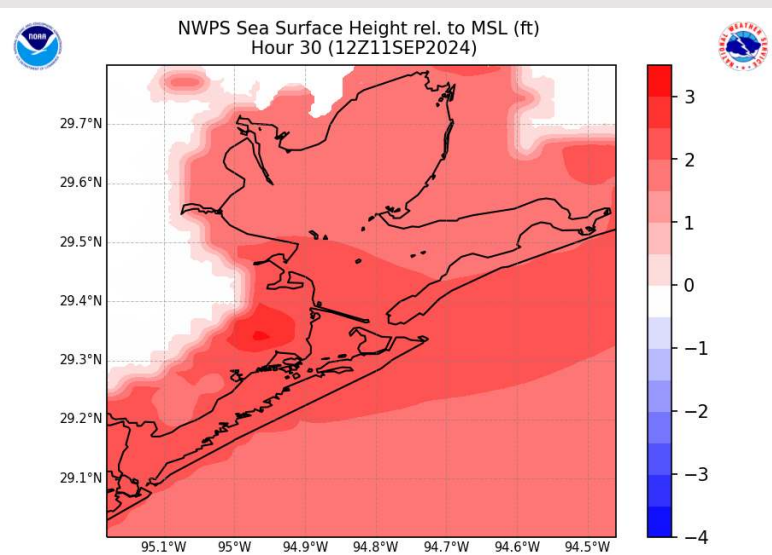 NWPS Sea Surface Height rel. to MSL (ft)
Hour 30 (12Z11SEP2024)
NOAA
29.7°N
29.6°N
29.5°N
29.4°N
29.3°N
29.2°N
29.1°N
95.1°W 95°W 94.9°W 94.8°W 94.7°W 94.6°W 94.5°W
3
2
1
0
−1
−2
−3
−4